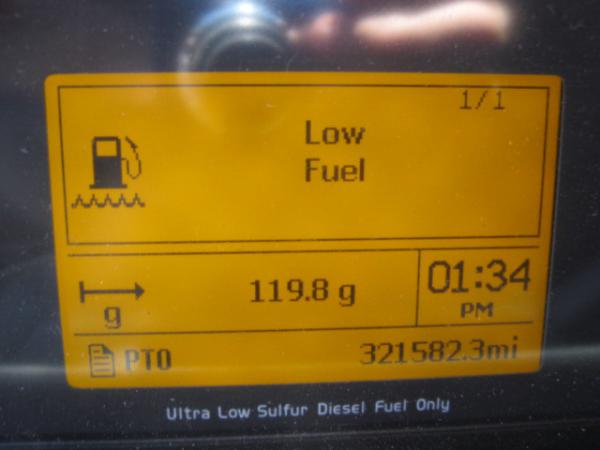 1/1
Low
Fuel
g
119.8 g
01:34
PM
PTO
321582.3mi
Ultra Low Sulfur Diesel Fuel Only